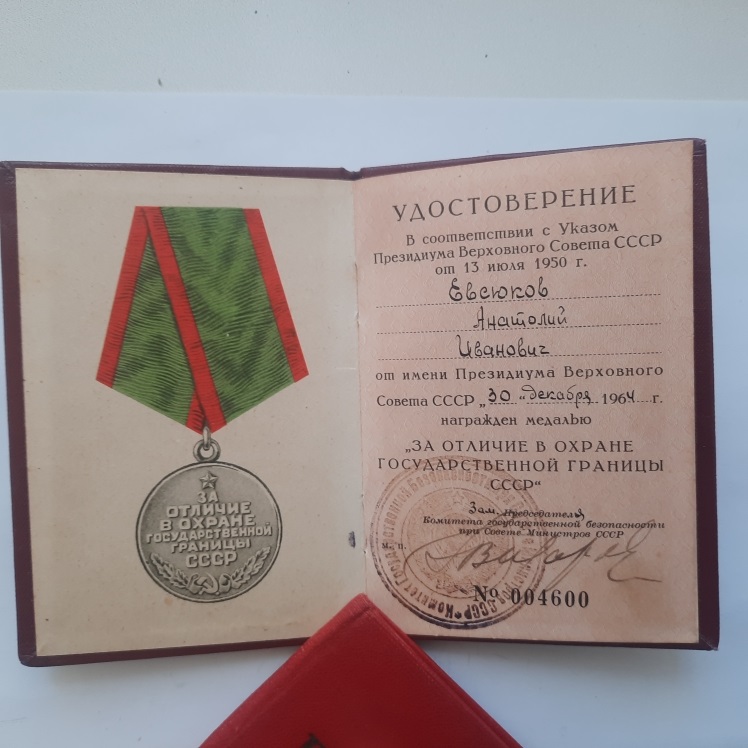 ЗА
ОТЛИЧИЕ
В ОХРАНЕ
ГОСУДАРСТВЕННОЙ
ГРАНИЦЫ
СССР
УДОСТОВЕРЕНИЕ
В соответствии с Указом
Президиума Верховного Совета СССР
от 13 июля 1950 г.
Евсюков
Анатолий
Иванович
от имени Президиума Верховного
Совета СССР „30“ декабря 1964 г.
награжден медалью
„ЗА ОТЛИЧИЕ В ОХРАНЕ
ГОСУДАРСТВЕННОЙ ГРАНИЦЫ
СССР“
Зам. Председателя
Комитета государственной безопасности
при Совете Министров СССР
м. п.
№ 004600